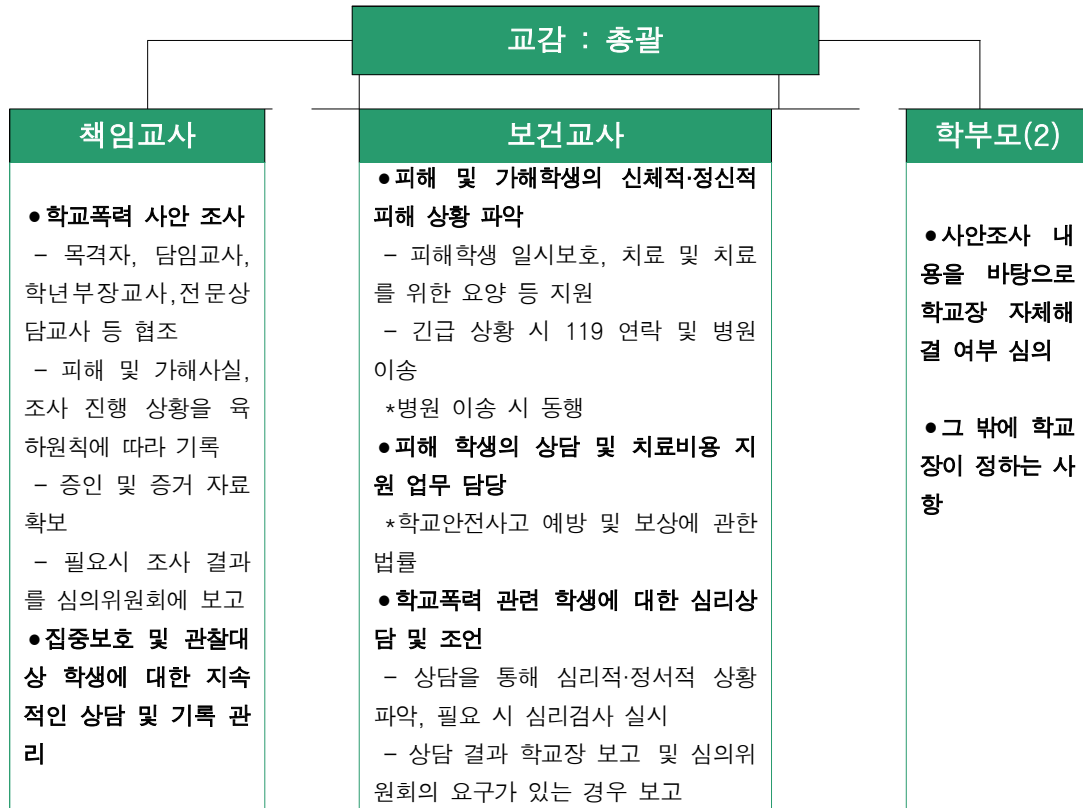 교감 : 총괄
책임교사
●학교폭력 사안 조사
- 목격자, 담임교사,
학년부장교사,전문상
담교사 등 협조
- 피해 및 가해사실,
조사 진행 상황을 육
하원칙에 따라 기록
- 증인 및 증거 자료
확보
- 필요시 조사 결과
를 심의위원회에 보고
●집중보호 및 관찰대
상 학생에 대한 지속
적인 상담 및 기록 관
리
보건교사
●피해 및 가해학생의 신체적·정신적
피해 상황 파악
- 피해학생 일시보호, 치료 및 치료
를 위한 요양 등 지원
- 긴급 상황 시 119 연락 및 병원
이송
*병원 이송 시 동행
●피해 학생의 상담 및 치료비용 지
원 업무 담당
*학교안전사고 예방 및 보상에 관한
법률
●학교폭력 관련 학생에 대한 심리상
담 및 조언
- 상담을 통해 심리적·정서적 상황
파악, 필요 시 심리검사 실시
- 상담 결과 학교장 보고 및 심의위
원회의 요구가 있는 경우 보고
학부모(2)
●사안조사 내
용을 바탕으로
학교장 자체해
결 여부 심의
●그 밖에 학교
장이 정하는 사
항